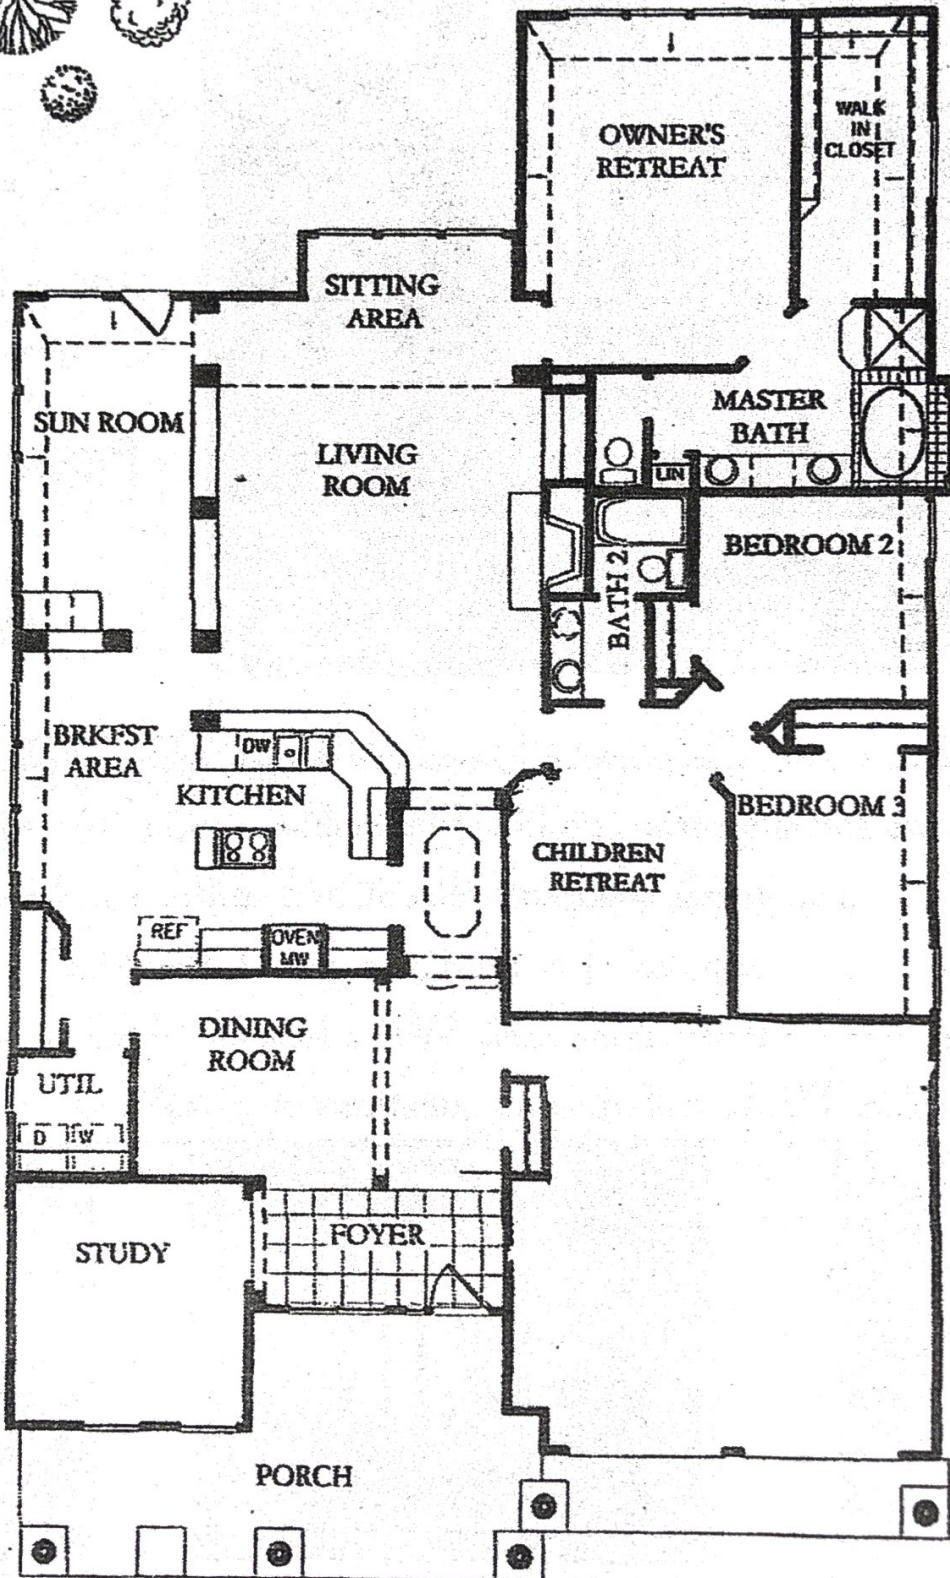 OWNER'S
RETREAT
WALK
IN
CLOSET
SITTING
AREA
SUN ROOM
LIVING
ROOM
MASTER
BATH
LIN
BEDROOM 2
BATH 2
BRKFST
AREA
DW
KITCHEN
BEDROOM 3
CHILDREN
RETREAT
REF
OVEN
MW
DINING
ROOM
UTIL
D W
STUDY
FOYER
PORCH